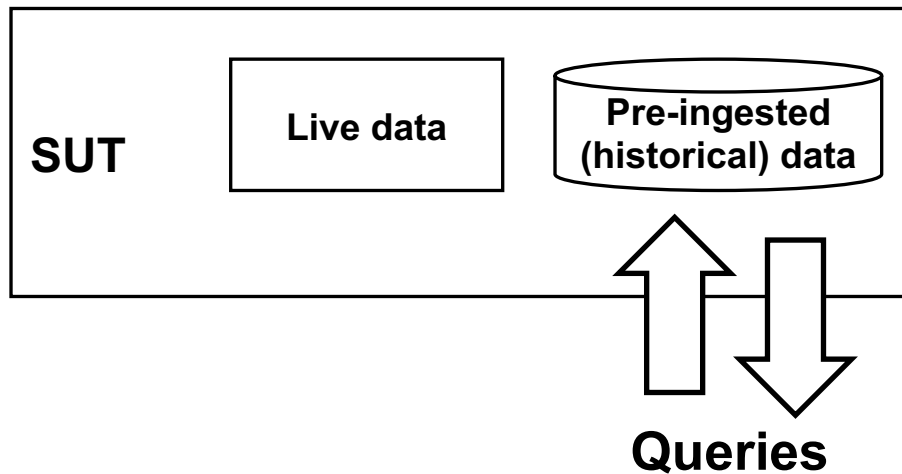 SUT
Live data
Pre-ingested
(historical) data
Queries